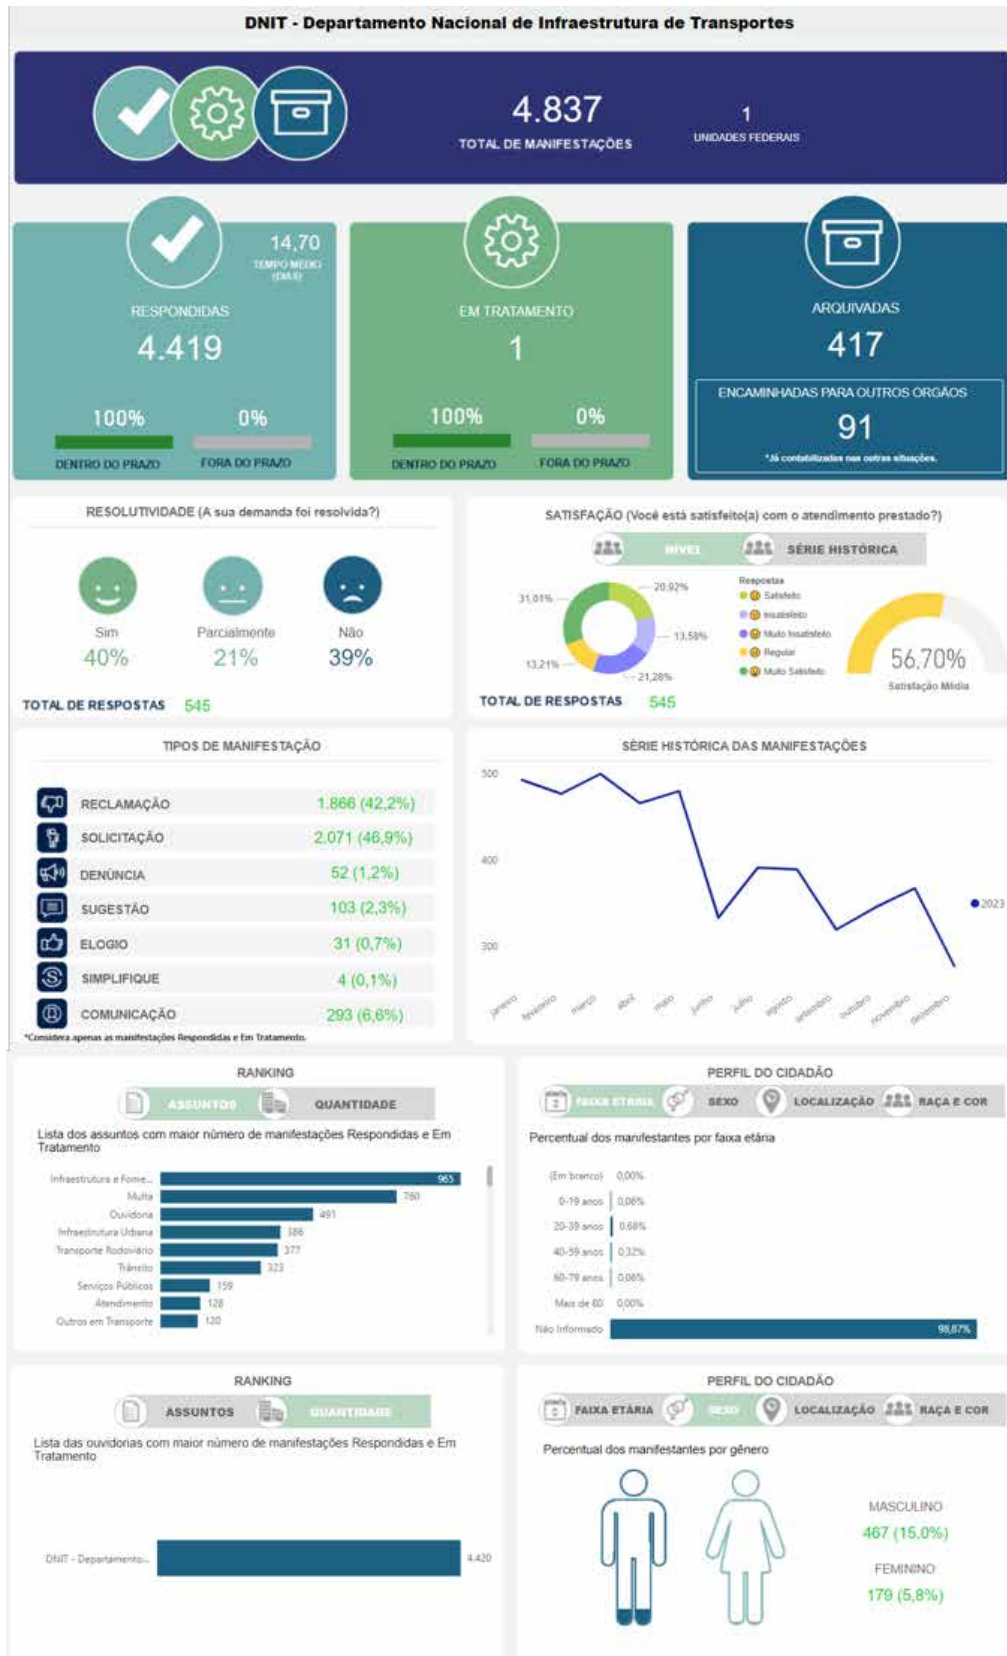 DNIT - Departamento Nacional de Infraestrutura de Transportes
4.837
TOTAL DE MANIFESTAÇÕES
1
UNIDADES FEDERAIS
14,70
TEMPO MÉDIO
(DIAS)
RESPONDIDAS
4.419
100%
0%
DENTRO DO PRAZO
FORA DO PRAZO
EM TRATAMENTO
1
100%
0%
DENTRO DO PRAZO
FORA DO PRAZO
ARQUIVADAS
417
ENCAMINHADAS PARA OUTROS ORGÃOS
91
*Já contabilizadas nas outras situações.
RESOLUTIVIDADE (A sua demanda foi resolvida?)
Sim
40%
Parcialmente
21%
Não
39%
TOTAL DE RESPOSTAS 545
SATISFAÇÃO (Você está satisfeito(a) com o atendimento prestado?)
NÍVEL
SÉRIE HISTÓRICA
31,01%
20,92%
13,58%
21,28%
13,21%
Respostas
Satisfeito
Insatisfeito
Muito Insatisfeito
Regular
Muito Satisfeito
56,70%
Satisfação Média
TOTAL DE RESPOSTAS 545
TIPOS DE MANIFESTAÇÃO
RECLAMAÇÃO 1.866 (42,2%)
SOLICITAÇÃO 2.071 (46,9%)
DENÚNCIA 52 (1,2%)
SUGESTÃO 103 (2,3%)
ELOGIO 31 (0,7%)
SIMPLIFIQUE 4 (0,1%)
COMUNICAÇÃO 293 (6,6%)
*Considera apenas as manifestações Respondidas e Em Tratamento.
SÉRIE HISTÓRICA DAS MANIFESTAÇÕES
500
400
300
2023
janeiro
fevereiro
março
abril
maio
junho
julho
agosto
setembro
outubro
novembro
dezembro
RANKING
ASSUNTOS
QUANTIDADE
Lista dos assuntos com maior número de manifestações Respondidas e Em
Tratamento
Infraestrutura e Fome... 965
Multa 760
Ouvidoria 491
Infraestrutura Urbana 386
Transporte Rodoviário 377
Trânsito 323
Serviços Públicos 159
Atendimento 128
Outros em Transporte 120
PERFIL DO CIDADÃO
FAIXA ETÁRIA
SEXO
LOCALIZAÇÃO
RAÇA E COR
Percentual dos manifestantes por faixa etária
(Em branco) 0,00%
0-19 anos 0,06%
20-39 anos 0,68%
40-59 anos 0,32%
60-79 anos 0,06%
Mais de 80 0,00%
Não Informado 98,87%
RANKING
ASSUNTOS
QUANTIDADE
Lista das ouvidorias com maior número de manifestações Respondidas e Em
Tratamento
DNIT - Departamento... 4.420
PERFIL DO CIDADÃO
FAIXA ETÁRIA
SEXO
LOCALIZAÇÃO
RAÇA E COR
Percentual dos manifestantes por gênero
MASCULINO
467 (15,0%)
FEMININO
179 (5,8%)